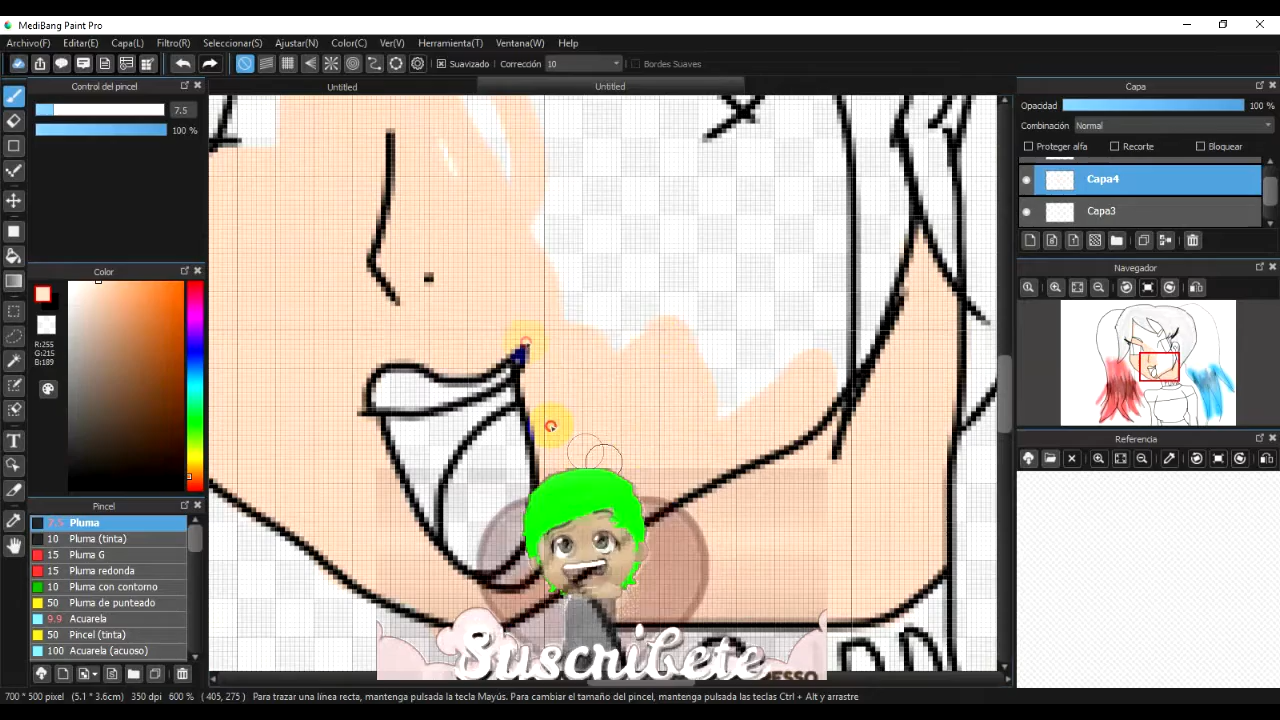 MediBang Paint Pro
Archivo(F) Editar(E) Capa(L) Filtro(R) Seleccionar(S) Ajustar(N) Color(C) Ver(V) Herramienta(T) Ventana(W) Help
Suavizado Corrección 10 Bordes Suaves
Control del pincel
7.5
100 %
Untitled Untitled
Capa
Opacidad 100 %
Combinación Normal
Proteger alfa Recorte Bloquear
Capa4
Capa3
Navegador
Color
R:255
G:215
B:189
Referencia
Pincel
7.5 Pluma
10 Pluma (tinta)
15 Pluma G
15 Pluma redonda
10 Pluma con contorno
50 Pluma de punteado
9.9 Acuarela
50 Pincel (tinta)
100 Acuarela (acuoso)
Suscribete
700 * 500 pixel (5.1 * 3.6cm) 350 dpi 600 % ( 405, 275 ) Para trazar una línea recta, mantenga pulsada la tecla Mayús. Para cambiar el tamaño del pincel, mantenga pulsadas las teclas Ctrl + Alt y arrastre